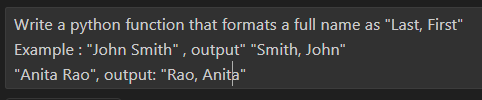 Write a python function that formats a full name as "Last, First"
Example : "John Smith" , output" "Smith, John"
"Anita Rao", output: "Rao, Anita"